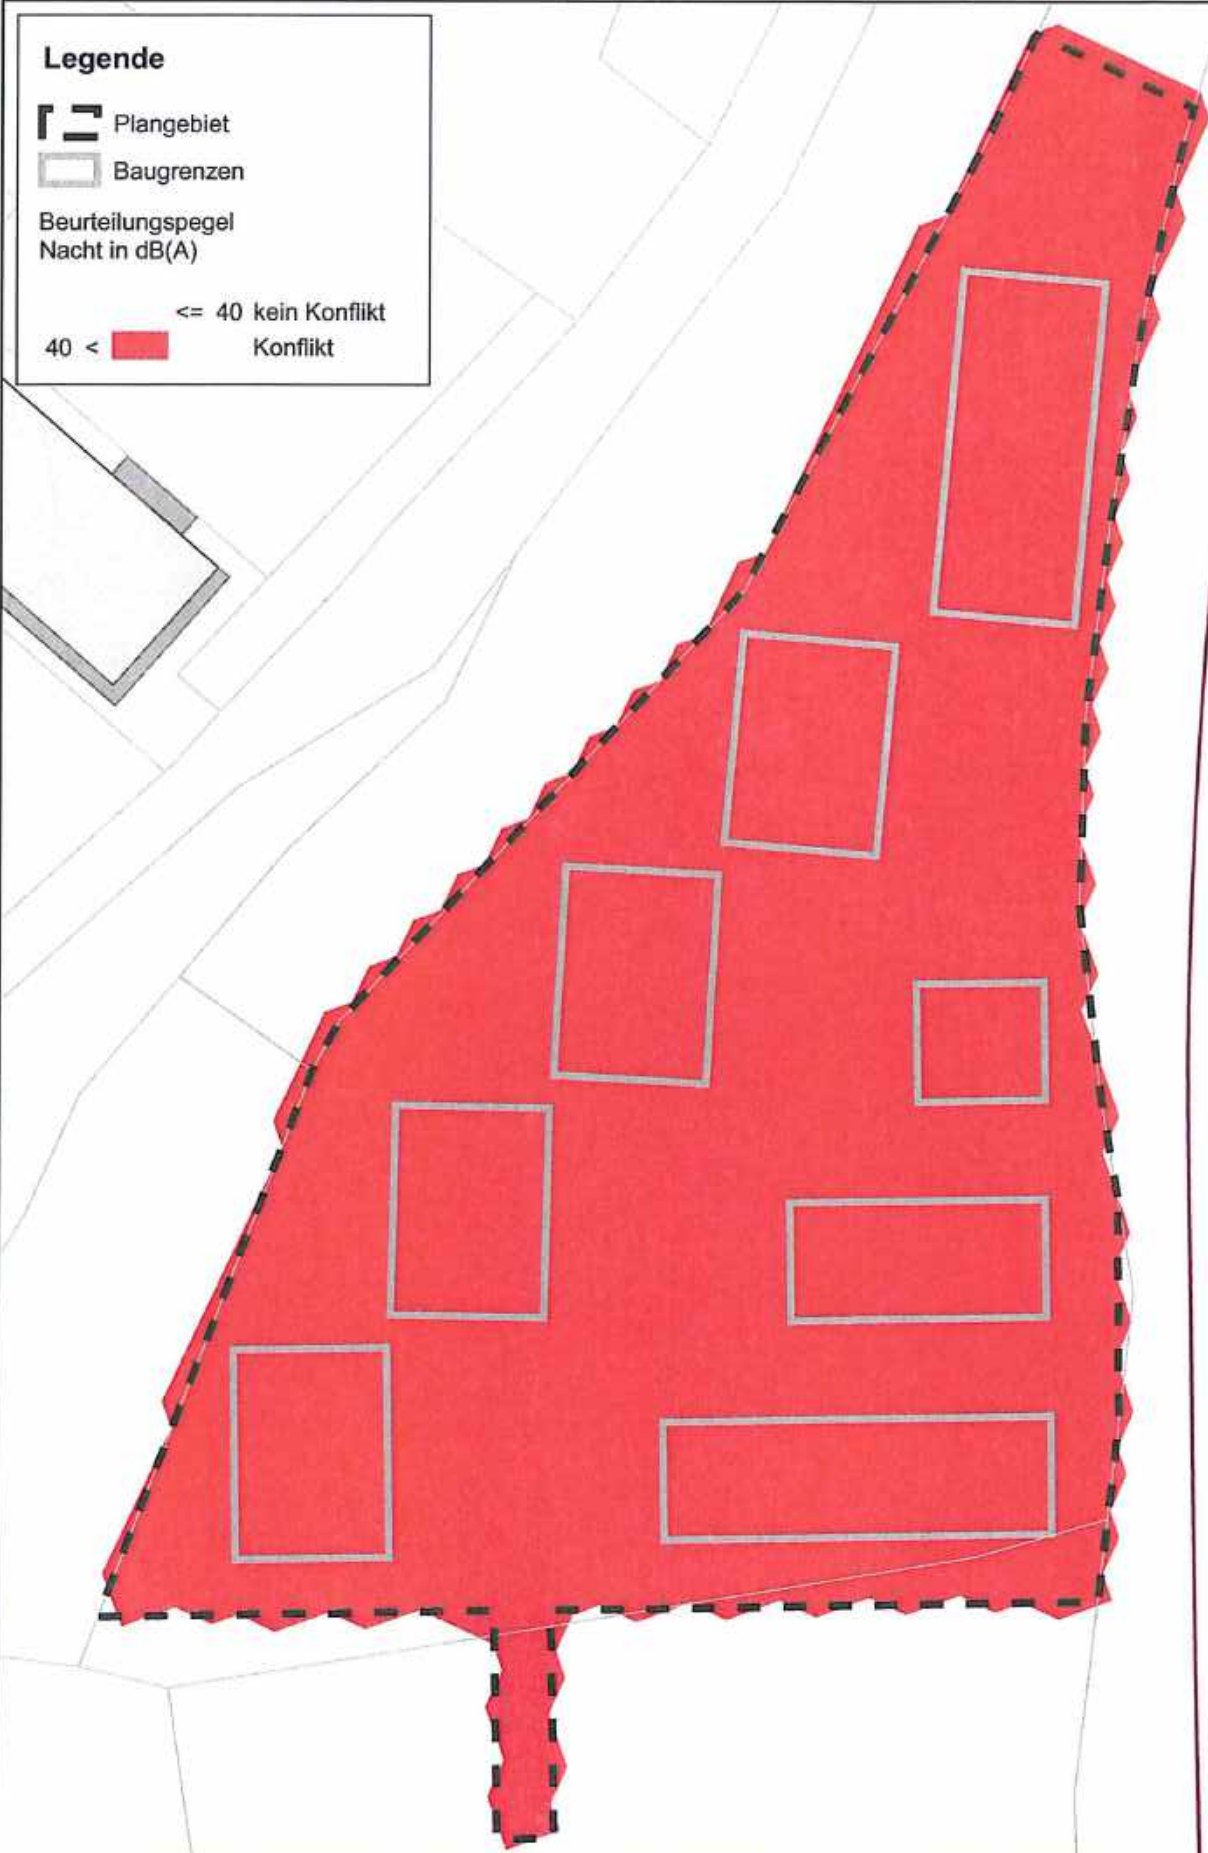 Legende
Plangebiet
Baugrenzen
Beurteilungspegel
Nacht in dB(A)
<= 40 kein Konflikt
40 < Konflikt